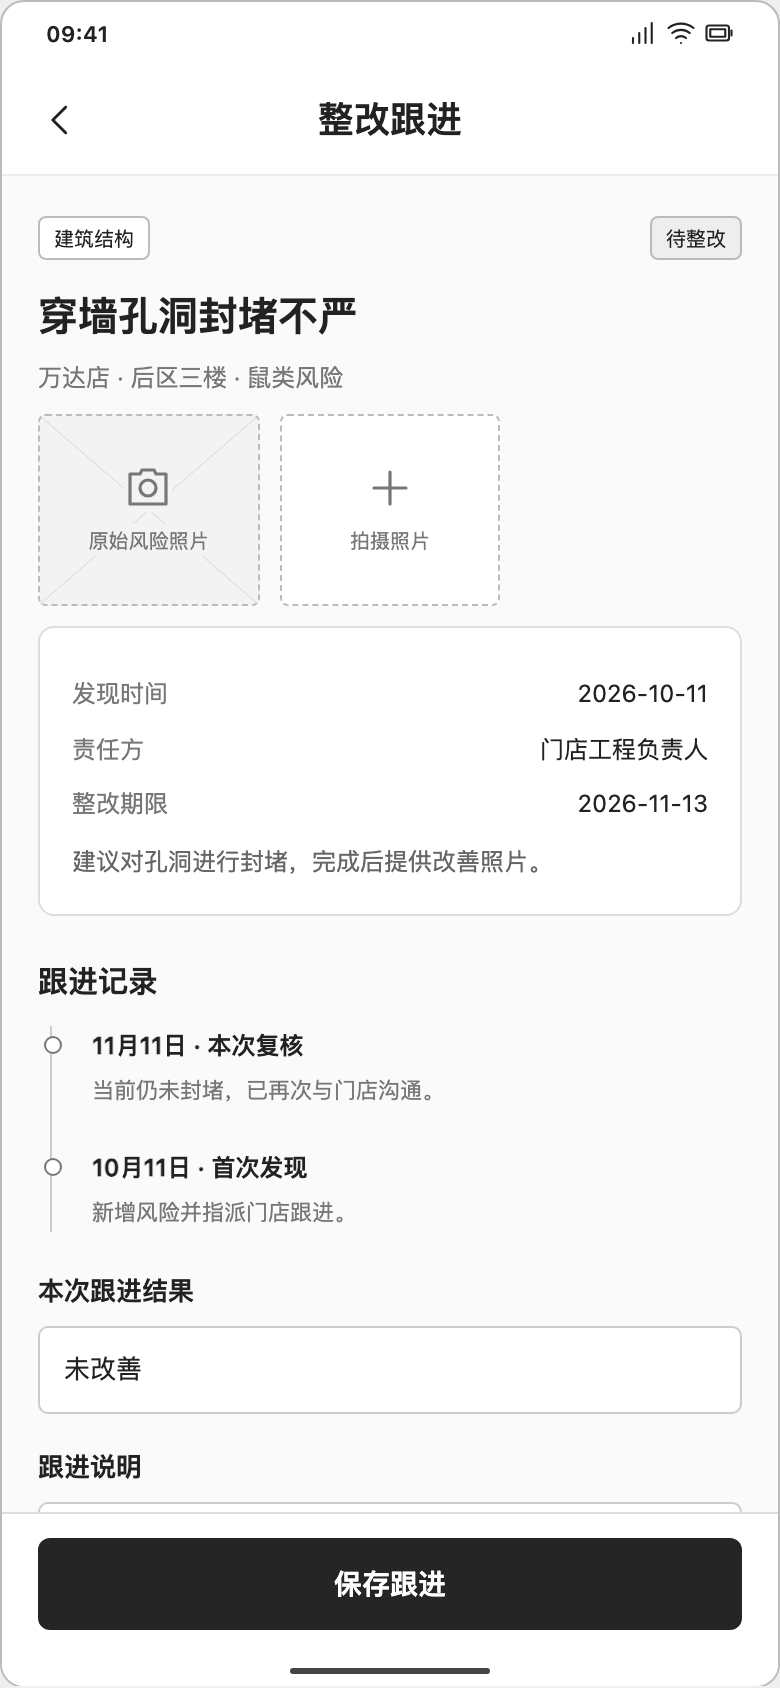 09:41
整改跟进
建筑结构
待整改
穿墙孔洞封堵不严
万达店 · 后区三楼 · 鼠类风险
原始风险照片
拍摄照片
发现时间 2026-10-11
责任方 门店工程负责人
整改期限 2026-11-13
建议对孔洞进行封堵，完成后提供改善照片。
跟进记录
11月11日 · 本次复核
当前仍未封堵，已再次与门店沟通。
10月11日 · 首次发现
新增风险并指派门店跟进。
本次跟进结果
未改善
跟进说明
保存跟进